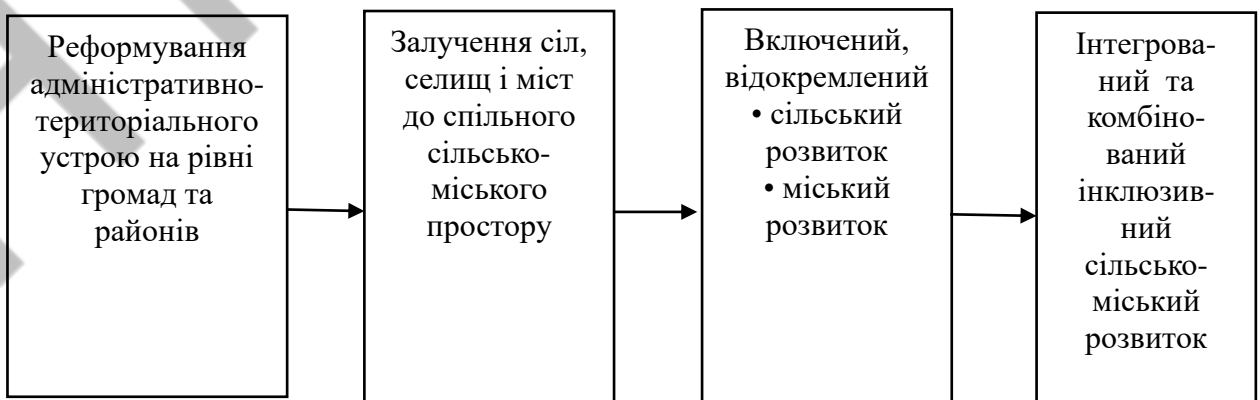 Реформування
адміністративно-
територіального
устрою на рівні
громад та
районів
Залучення сіл,
селищ і міст
до спільного
сільсько-
міського
простору
Включений,
відокремлений
• сільський
розвиток
• міський
розвиток
Інтегрова-
ний та
комбіно-
ваний
інклюзив-
ний
сільсько-
міський
розвиток